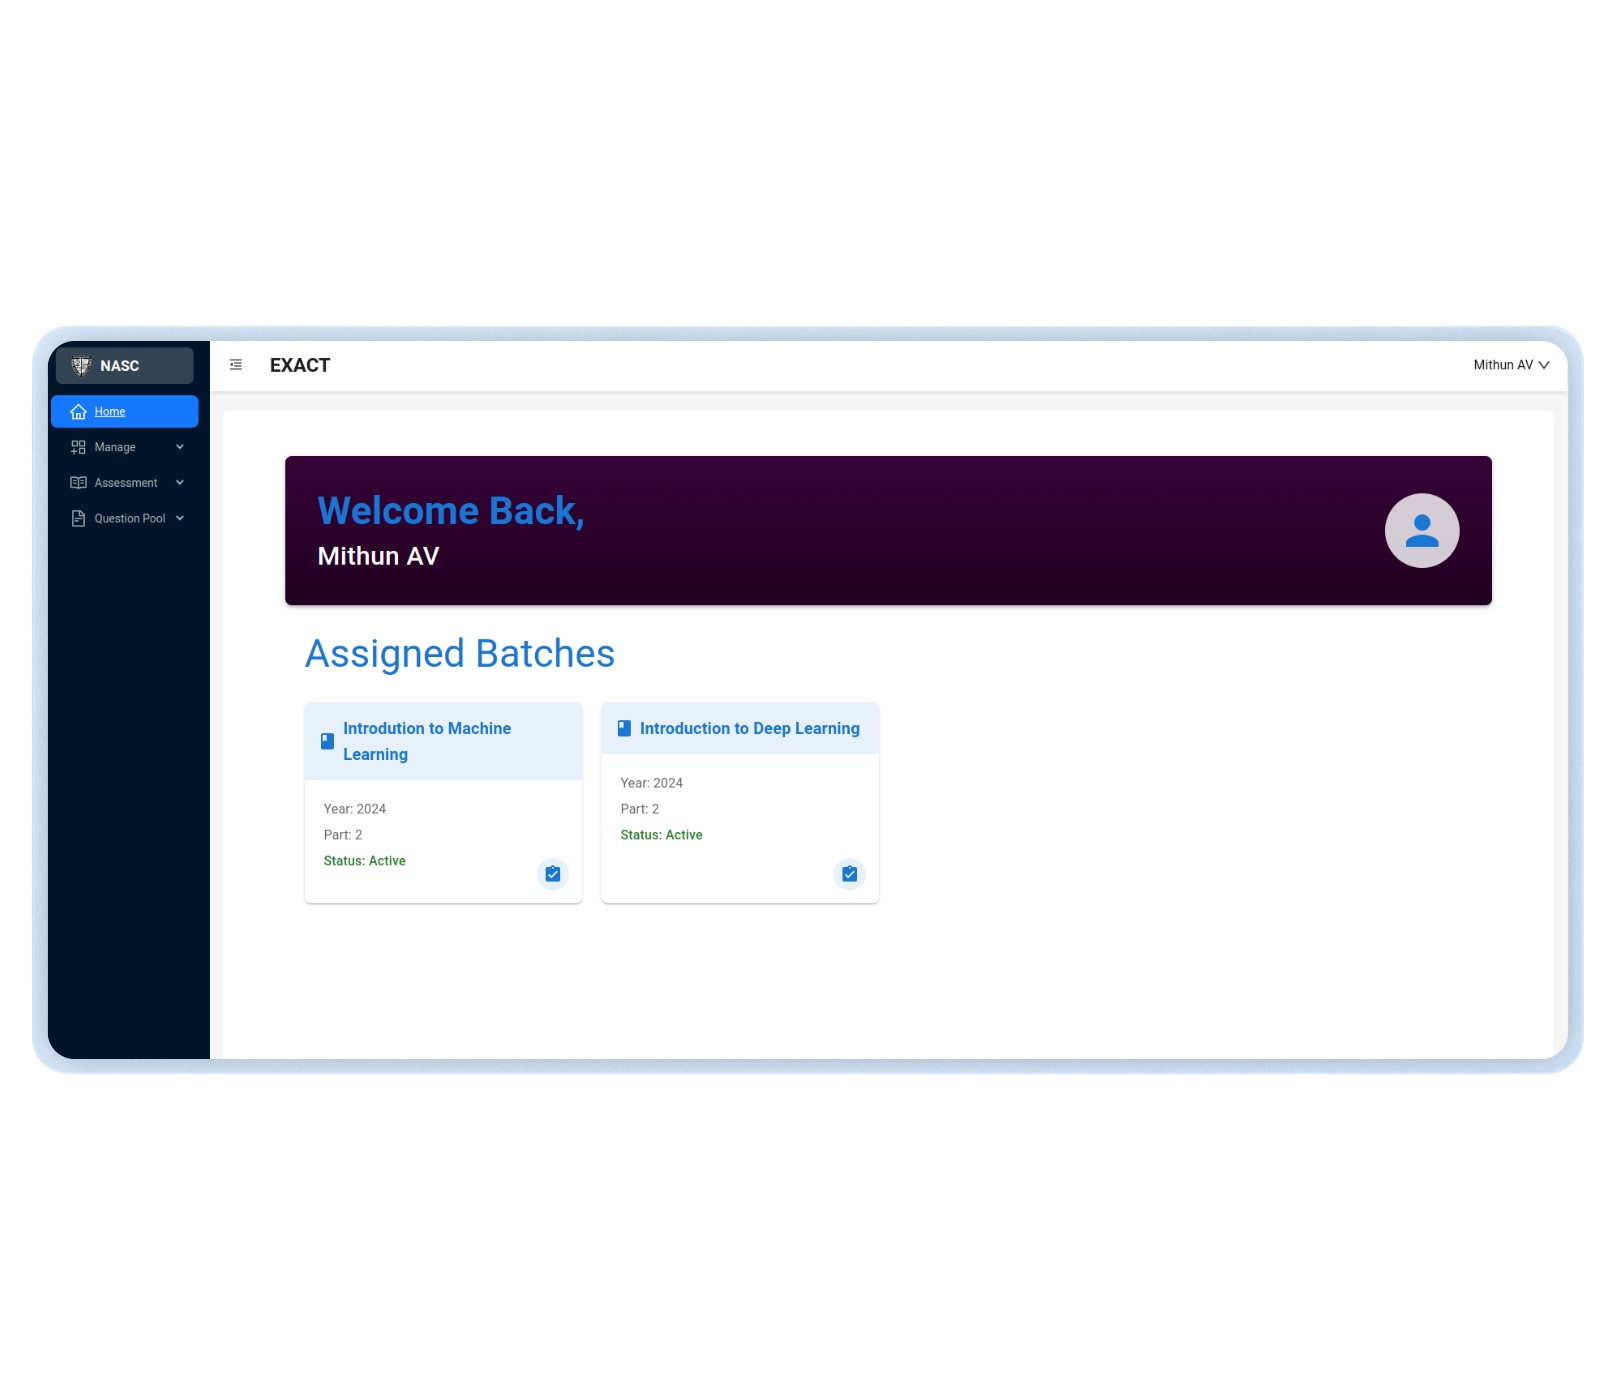 NASC
EXACT
Mithun AV
Home
Manage
Assessment
Question Pool
Welcome Back,
Mithun AV
Assigned Batches
Introdution to Machine
Learning
Year: 2024
Part: 2
Status: Active
Introduction to Deep Learning
Year: 2024
Part: 2
Status: Active